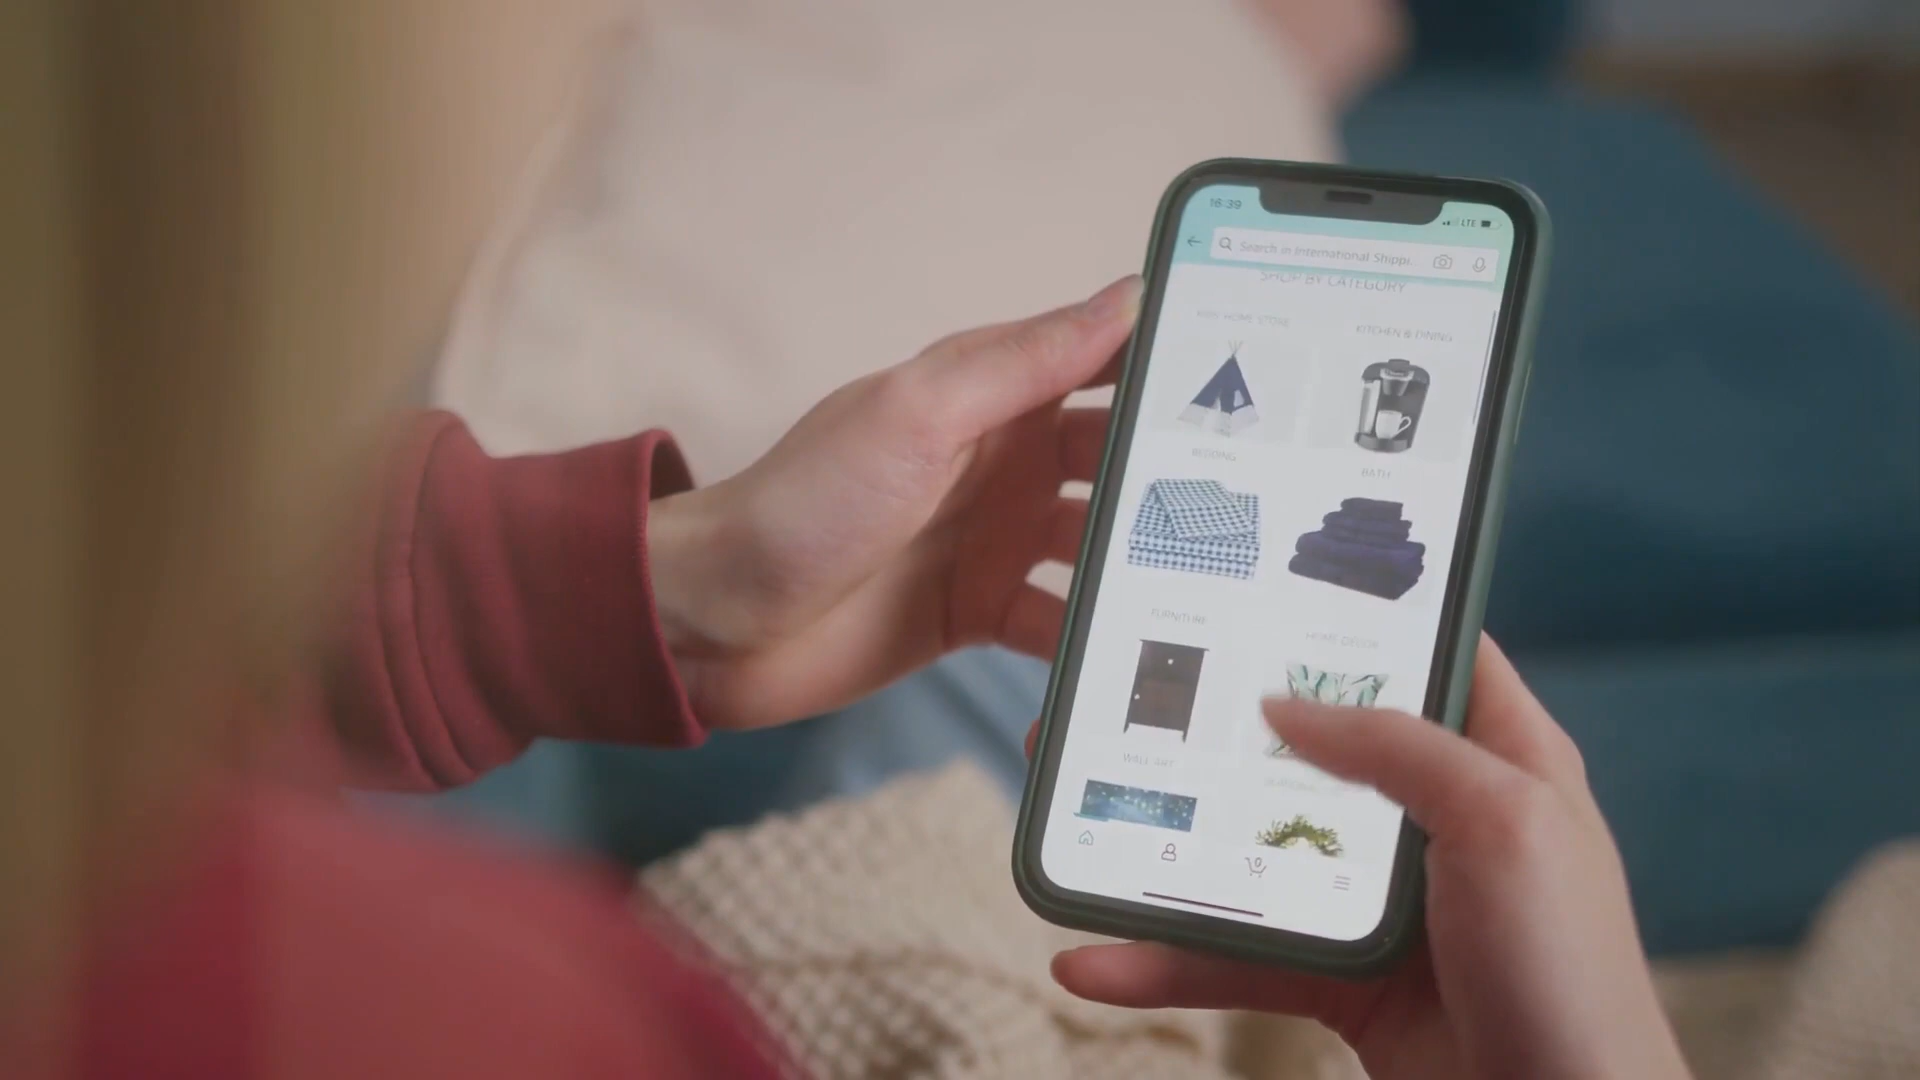 16:39
LTE
Search in International Shippi..
SHOP BY CATEGORY
KIDS HOME STORE
KITCHEN & DINING
BEDDING
BATH
FURNITURE
HOME DECOR
WALL ART
0